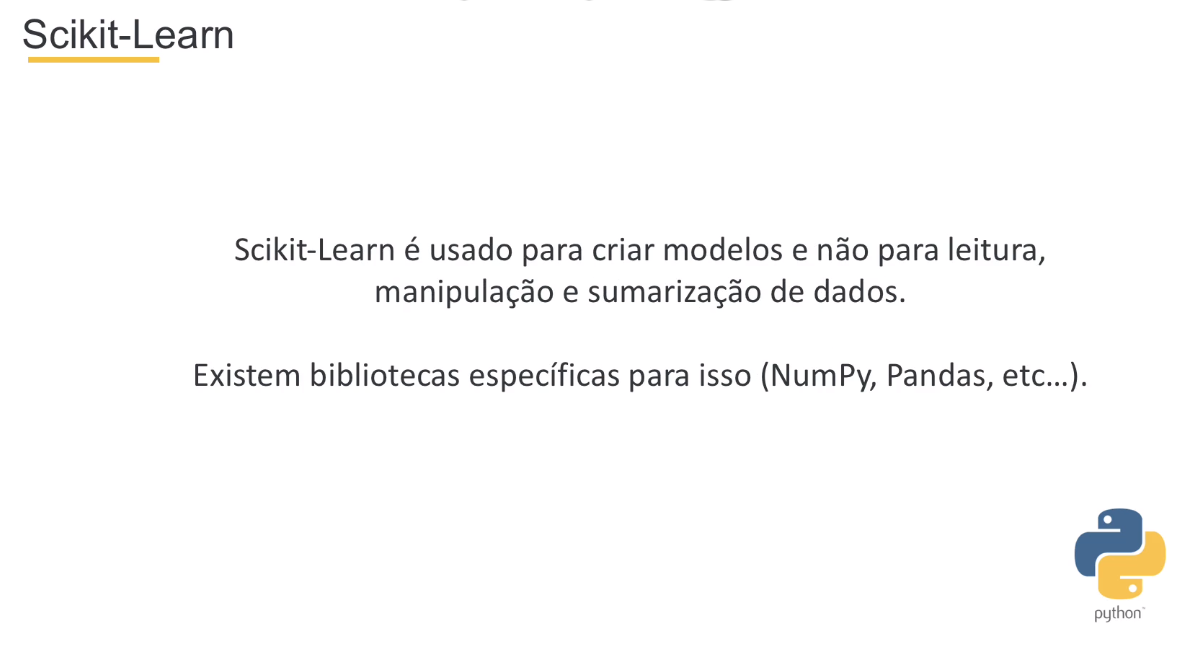 Scikit-Learn
Scikit-Learn é usado para criar modelos e não para leitura,
manipulação e sumarização de dados.
Existem bibliotecas específicas para isso (NumPy, Pandas, etc...).
python